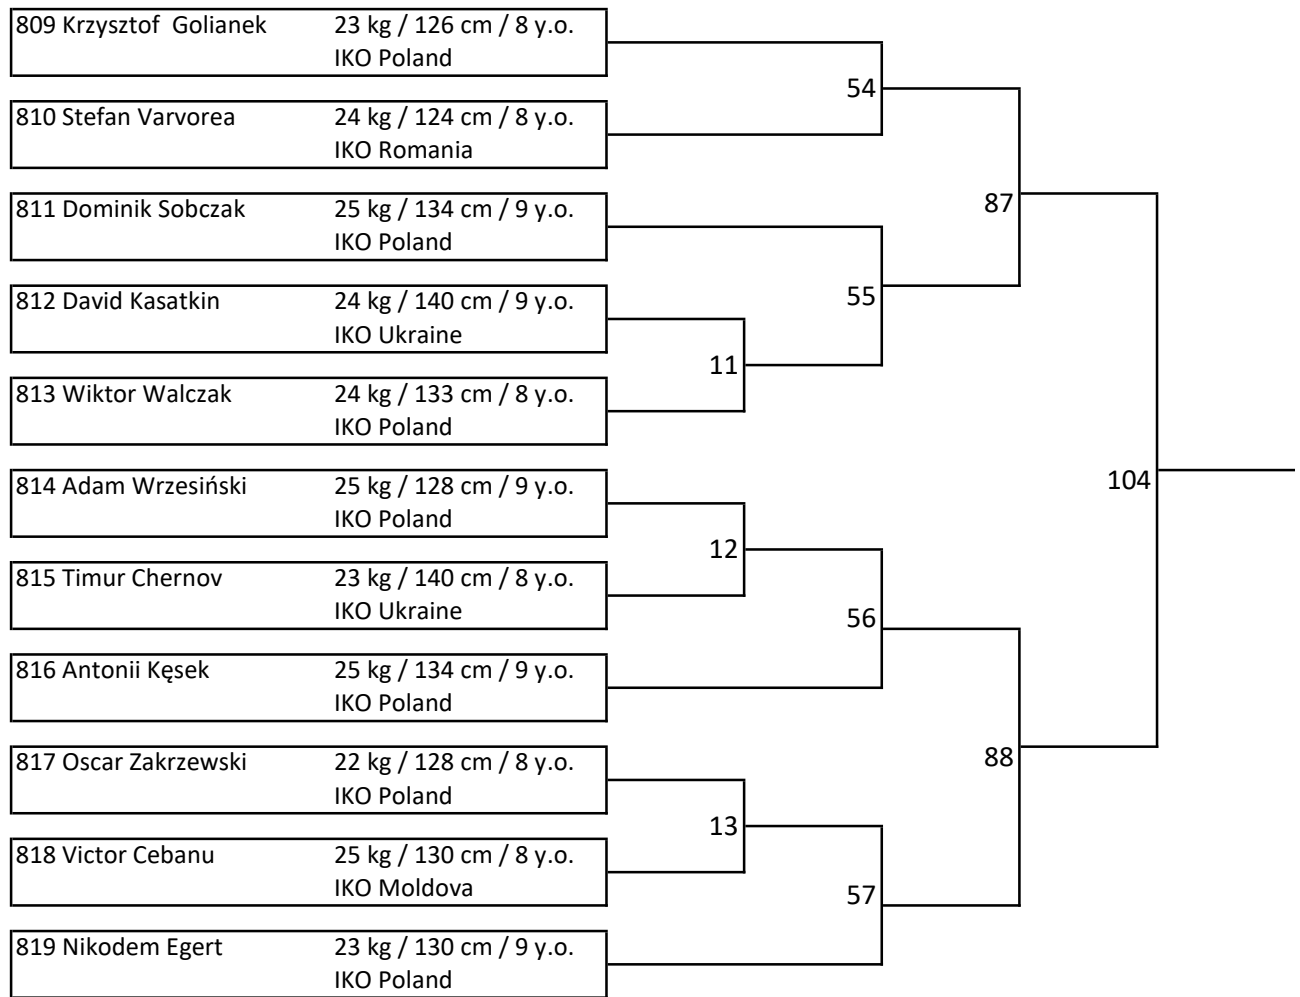 809 Krzysztof  Golianek 23 kg / 126 cm / 8 y.o.
IKO Poland
54
810 Stefan Varvorea 24 kg / 124 cm / 8 y.o.
IKO Romania
811 Dominik Sobczak 25 kg / 134 cm / 9 y.o.
87
IKO Poland
812 David Kasatkin 24 kg / 140 cm / 9 y.o.
55
IKO Ukraine
11
813 Wiktor Walczak 24 kg / 133 cm / 8 y.o.
IKO Poland
814 Adam Wrzesiński 25 kg / 128 cm / 9 y.o.
104
IKO Poland
12
815 Timur Chernov 23 kg / 140 cm / 8 y.o.
IKO Ukraine
56
816 Antonii Kęsek 25 kg / 134 cm / 9 y.o.
IKO Poland
817 Oscar Zakrzewski 22 kg / 128 cm / 8 y.o.
88
IKO Poland
13
818 Victor Cebanu 25 kg / 130 cm / 8 y.o.
IKO Moldova
57
819 Nikodem Egert 23 kg / 130 cm / 9 y.o.
IKO Poland